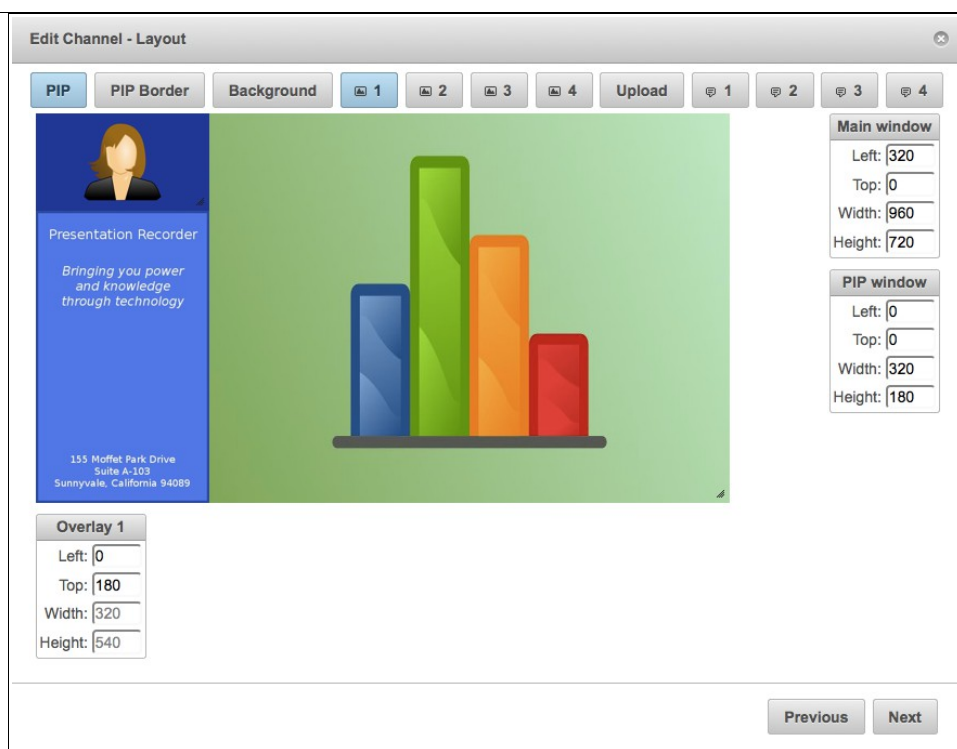 Edit Channel - Layout
PIP PIP Border Background 1 2 3 4 Upload 1 2 3 4
Presentation Recorder
Bringing you power
and knowledge
through technology
155 Moffet Park Drive
Suite A-103
Sunnyvale, California 94089
Main window
Left: 320
Top: 0
Width: 960
Height: 720
PIP window
Left: 0
Top: 0
Width: 320
Height: 180
Overlay 1
Left: 0
Top: 180
Width: 320
Height: 540
Previous Next